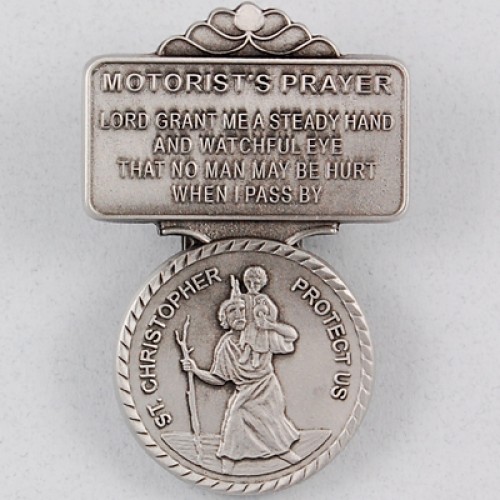 MOTORIST'S PRAYER
LORD GRANT ME A STEADY HAND
AND WATCHFUL EYE
THAT NO MAN MAY BE HURT
WHEN I PASS BY
ST. CHRISTOPHER
PROTECT US